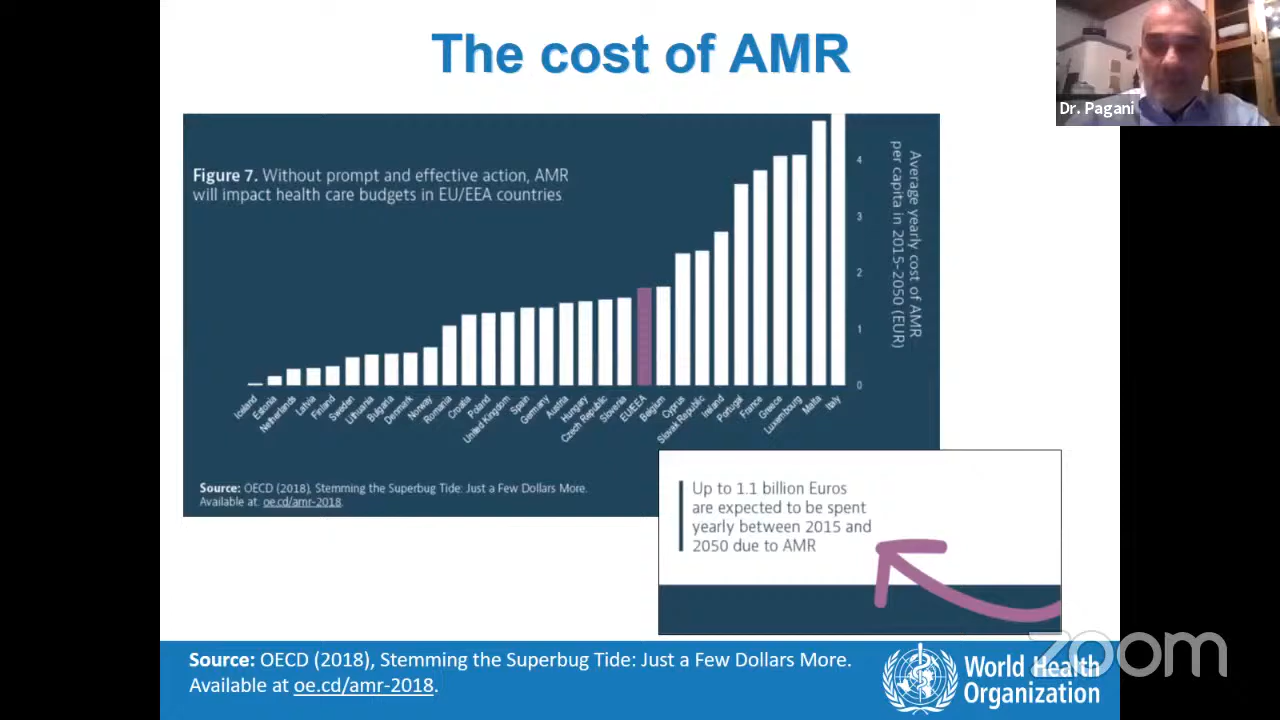 The cost of AMR
Dr. Pagani
Figure 7. Without prompt and effective action, AMR
will impact health care budgets in EU/EEA countries
4
3
2
1
0
Average yearly cost of AMR
per capita in 2015-2050 (EUR)
Iceland
Estonia
Netherlands
Latvia
Finland
Sweden
Lithuania
Bulgaria
Denmark
Norway
Romania
Croatia
Poland
United Kingdom
Spain
Germany
Austria
Hungary
Czech Republic
Slovenia
EU/EEA
Belgium
Cyprus
Slovak Republic
Ireland
Portugal
France
Greece
Luxembourg
Malta
Italy
Source: OECD (2018), Stemming the Superbug Tide: Just a Few Dollars More.
Available at: oe.cd/amr-2018.
Up to 1.1 billion Euros
are expected to be spent
yearly between 2015 and
2050 due to AMR
Source: OECD (2018), Stemming the Superbug Tide: Just a Few Dollars More.
Available at oe.cd/amr-2018.
World Health
Organization
zoom